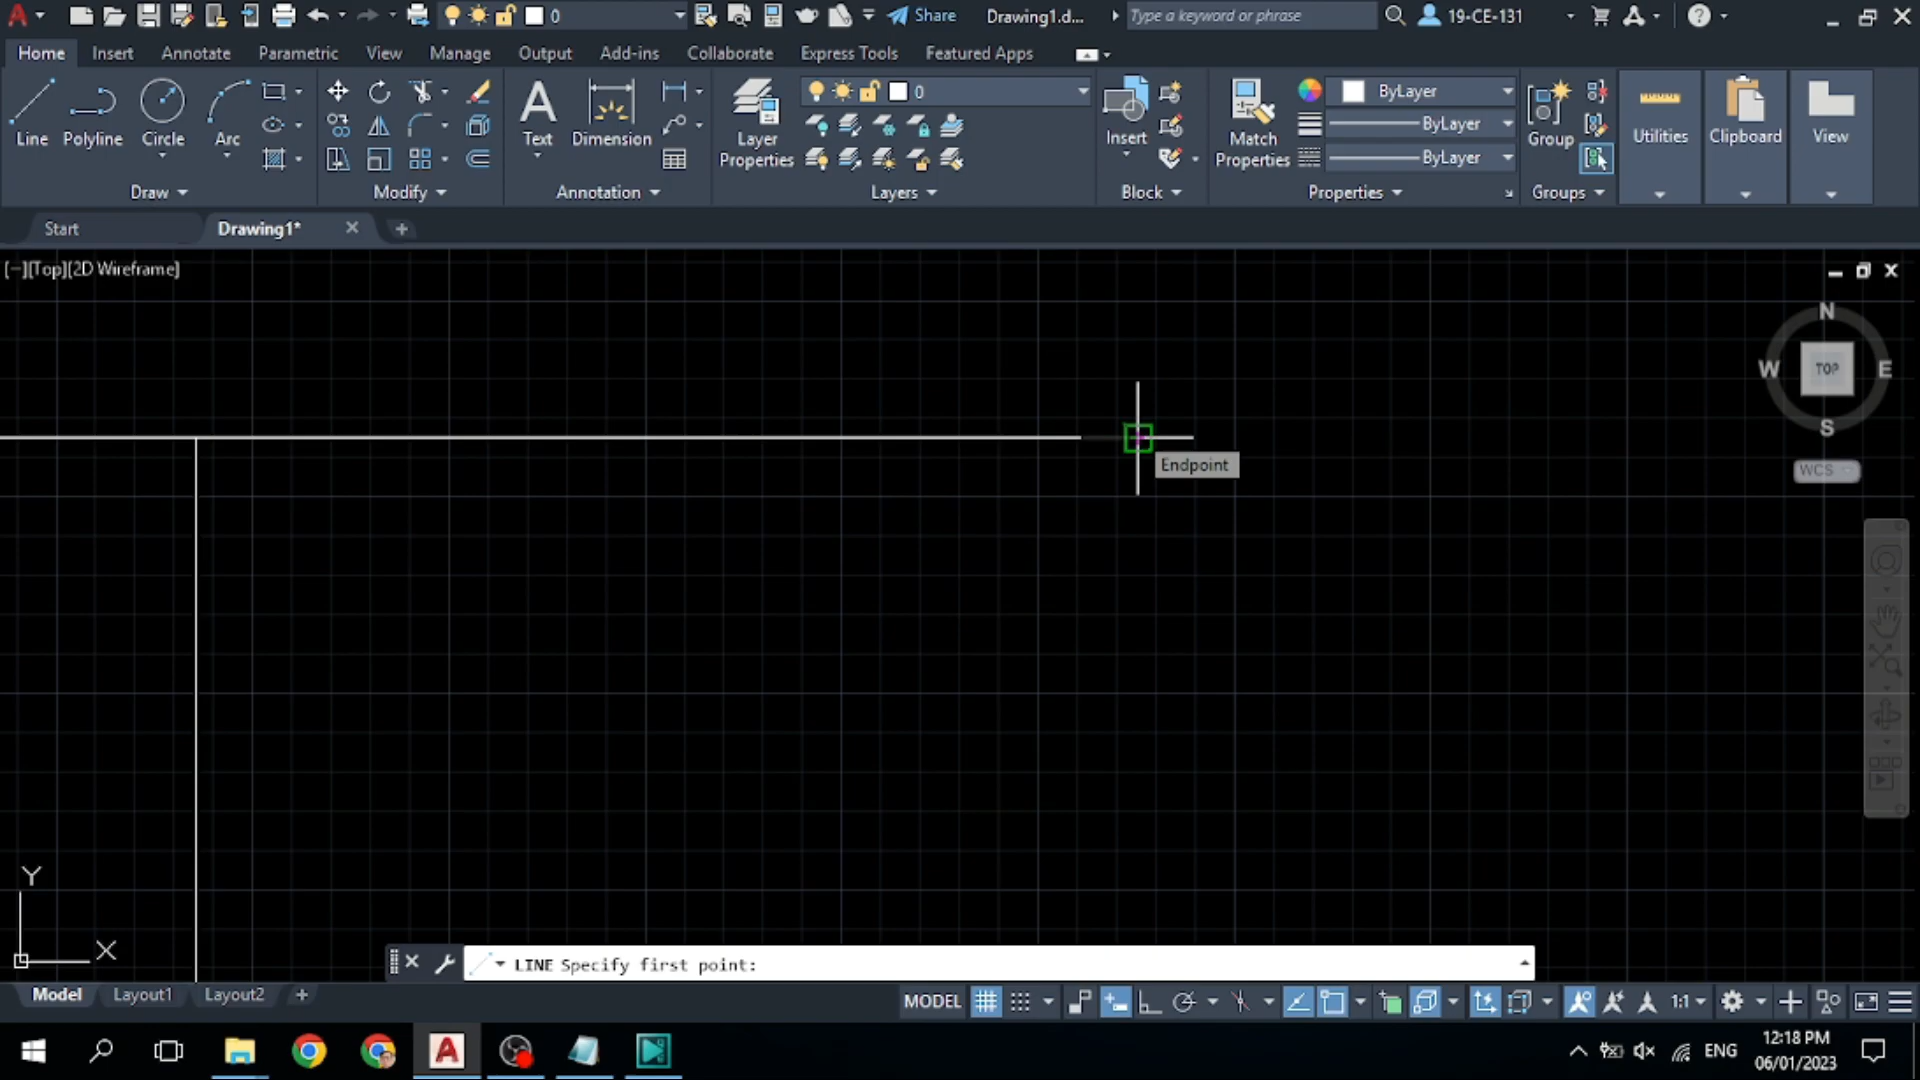 0
Share
Drawing1.d...
Type a keyword or phrase
19-CE-131
Home
Insert
Annotate
Parametric
View
Manage
Output
Add-ins
Collaborate
Express Tools
Featured Apps
Line
Polyline
Circle
Arc
Text
Dimension
Layer
Properties
0
Insert
Match
Properties
ByLayer
ByLayer
ByLayer
Group
Utilities
Clipboard
View
Draw
Modify
Annotation
Layers
Block
Properties
Groups
Start
Drawing1*
[−][Top][2D Wireframe]
N
W
TOP
E
S
WCS
Endpoint
Y
X
LINE Specify first point:
Model
Layout1
Layout2
MODEL
1:1
ENG
12:18 PM
06/01/2023